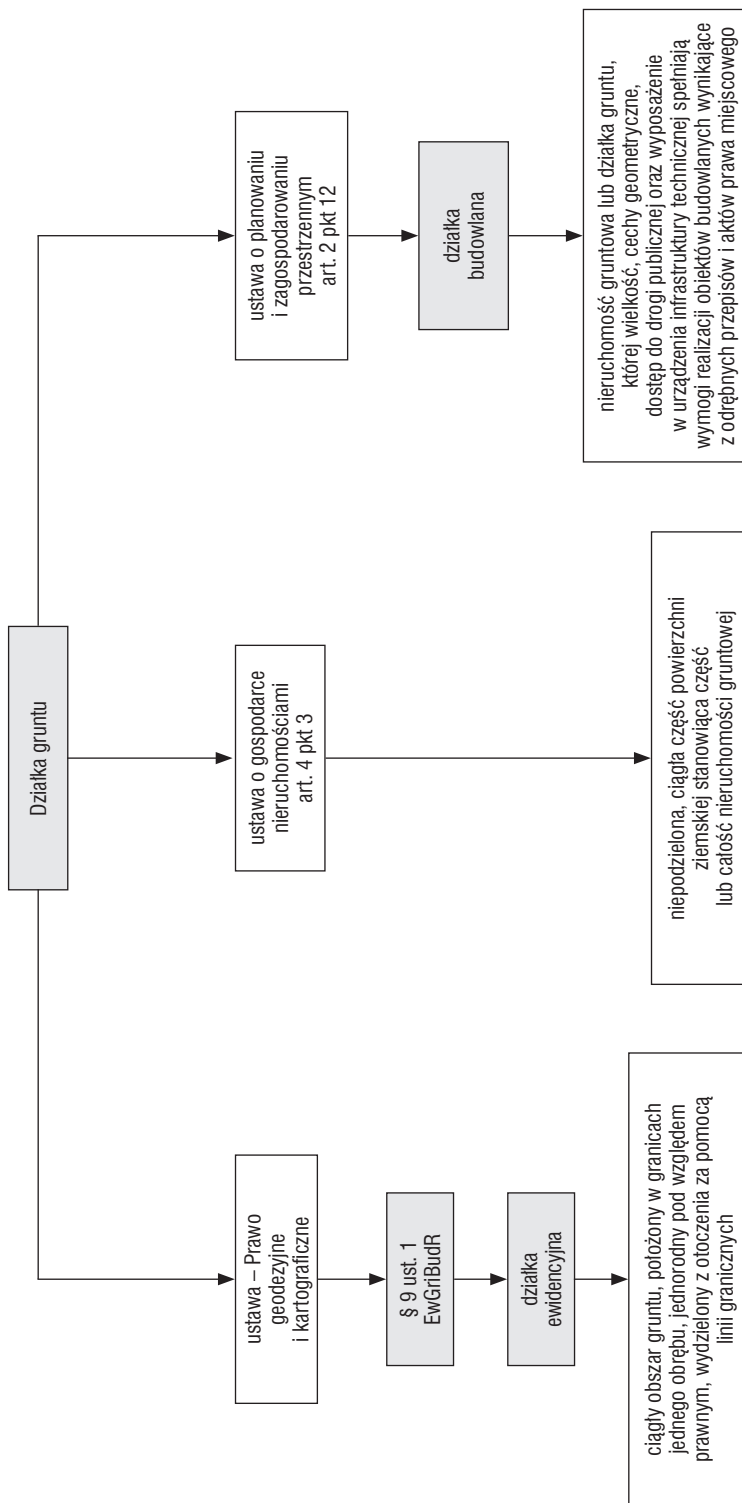 Działka gruntu
ustawa – Prawo
geodezyjne
i kartograficzne
§ 9 ust. 1
EwGriBudR
działka
ewidencyjna
ciągły obszar gruntu, położony w granicach
jednego obrębu, jednorodny pod względem
prawnym, wydzielony z otoczenia za pomocą
linii granicznych
ustawa o gospodarce
nieruchomościami
art. 4 pkt 3
niepodzielona, ciągła część powierzchni
ziemskiej stanowiąca część
lub całość nieruchomości gruntowej
ustawa o planowaniu
i zagospodarowaniu
przestrzennym
art. 2 pkt 12
działka
budowlana
nieruchomość gruntowa lub działka gruntu,
której wielkość, cechy geometryczne,
dostęp do drogi publicznej oraz wyposażenie
w urządzenia infrastruktury technicznej spełniają
wymogi realizacji obiektów budowlanych wynikające
z odrębnych przepisów i aktów prawa miejscowego